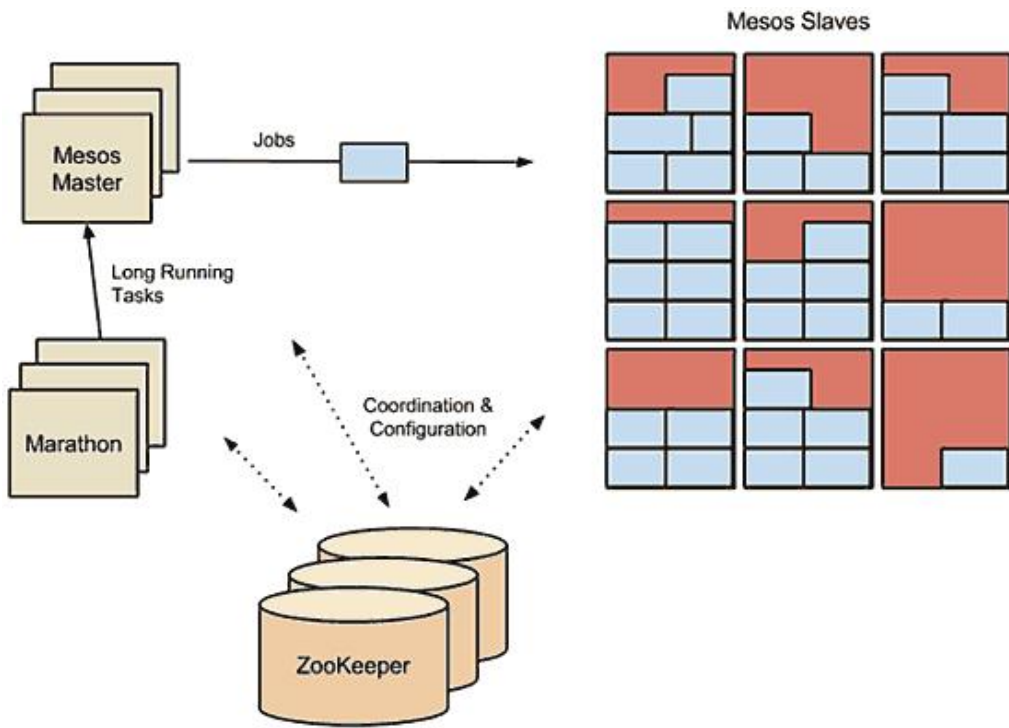 Mesos Slaves
Mesos
Master
Jobs
Long Running
Tasks
Marathon
Coordination &
Configuration
ZooKeeper